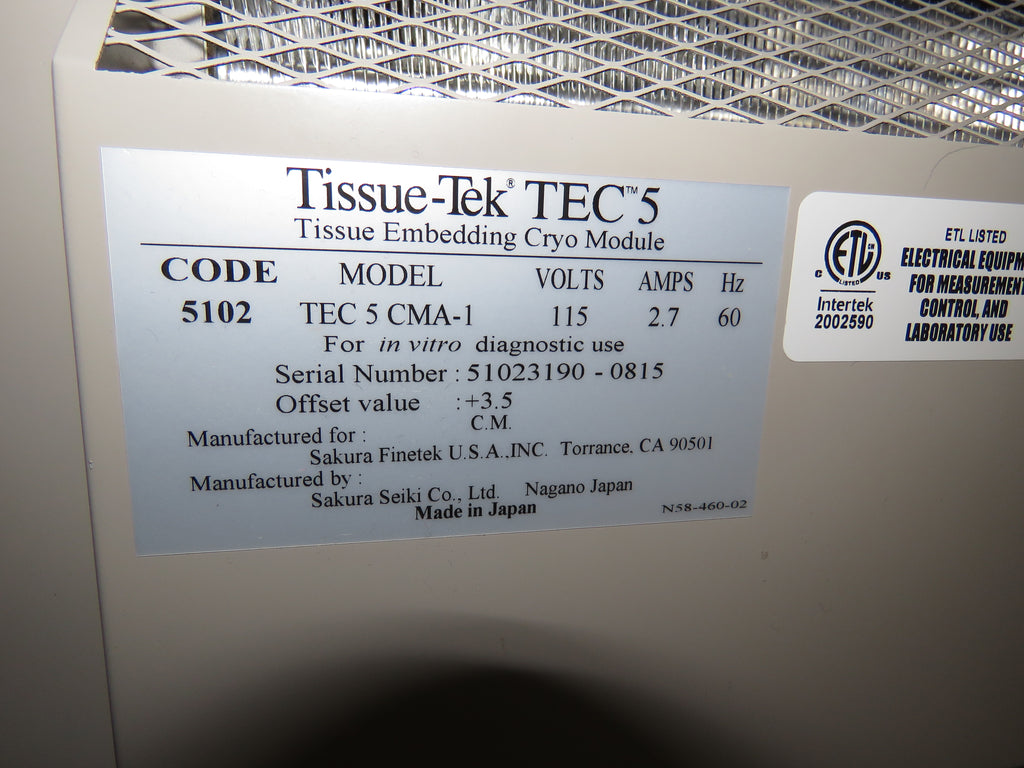 Tissue-Tek® TEC™5
Tissue Embedding Cryo Module
CODE MODEL VOLTS AMPS Hz
5102 TEC 5 CMA-1 115 2.7 60
For in vitro diagnostic use
Serial Number : 51023190 - 0815
Offset value :+3.5
C.M.
Manufactured for :
Sakura Finetek U.S.A.,INC. Torrance, CA 90501
Manufactured by :
Sakura Seiki Co., Ltd. Nagano Japan
Made in Japan
N58-460-02
ETL CM
LISTED
C US
Intertek
2002590
ETL LISTED
ELECTRICAL
FOR MEASUREMENT
CONTROL, AND
LABORATORY USE